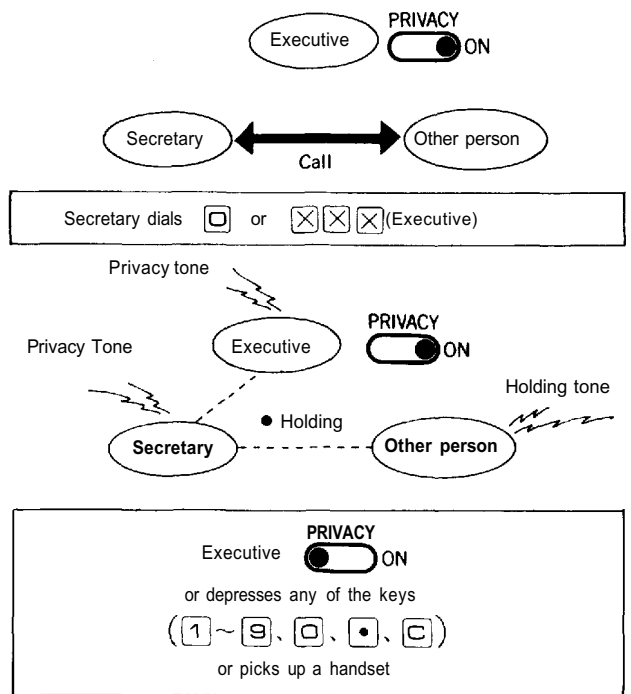 PRIVACY
Executive ON
Secretary Other person
Call
Secretary dials 0 or X X X (Executive)
Privacy tone
PRIVACY
Privacy Tone Executive ON
Holding tone
● Holding
Secretary Other person
PRIVACY
Executive ON
or depresses any of the keys
(1~9、0、•、C)
or picks up a handset